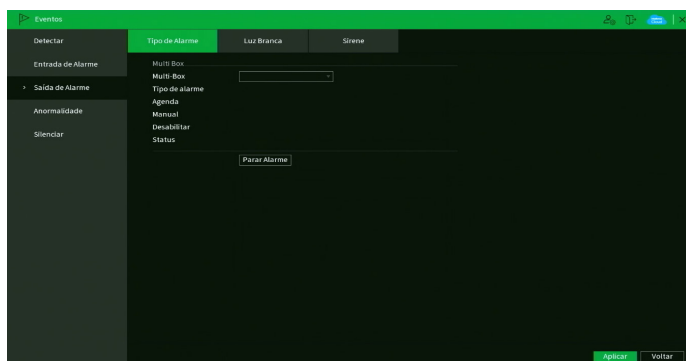 Eventos
Detectar
Entrada de Alarme
Saída de Alarme
Anormalidade
Silenciar
Tipo de Alarme
Luz Branca
Sirene
Multi Box
Multi-Box
Tipo de alarme
Agenda
Manual
Desabilitar
Status
Parar Alarme
Aplicar
Voltar